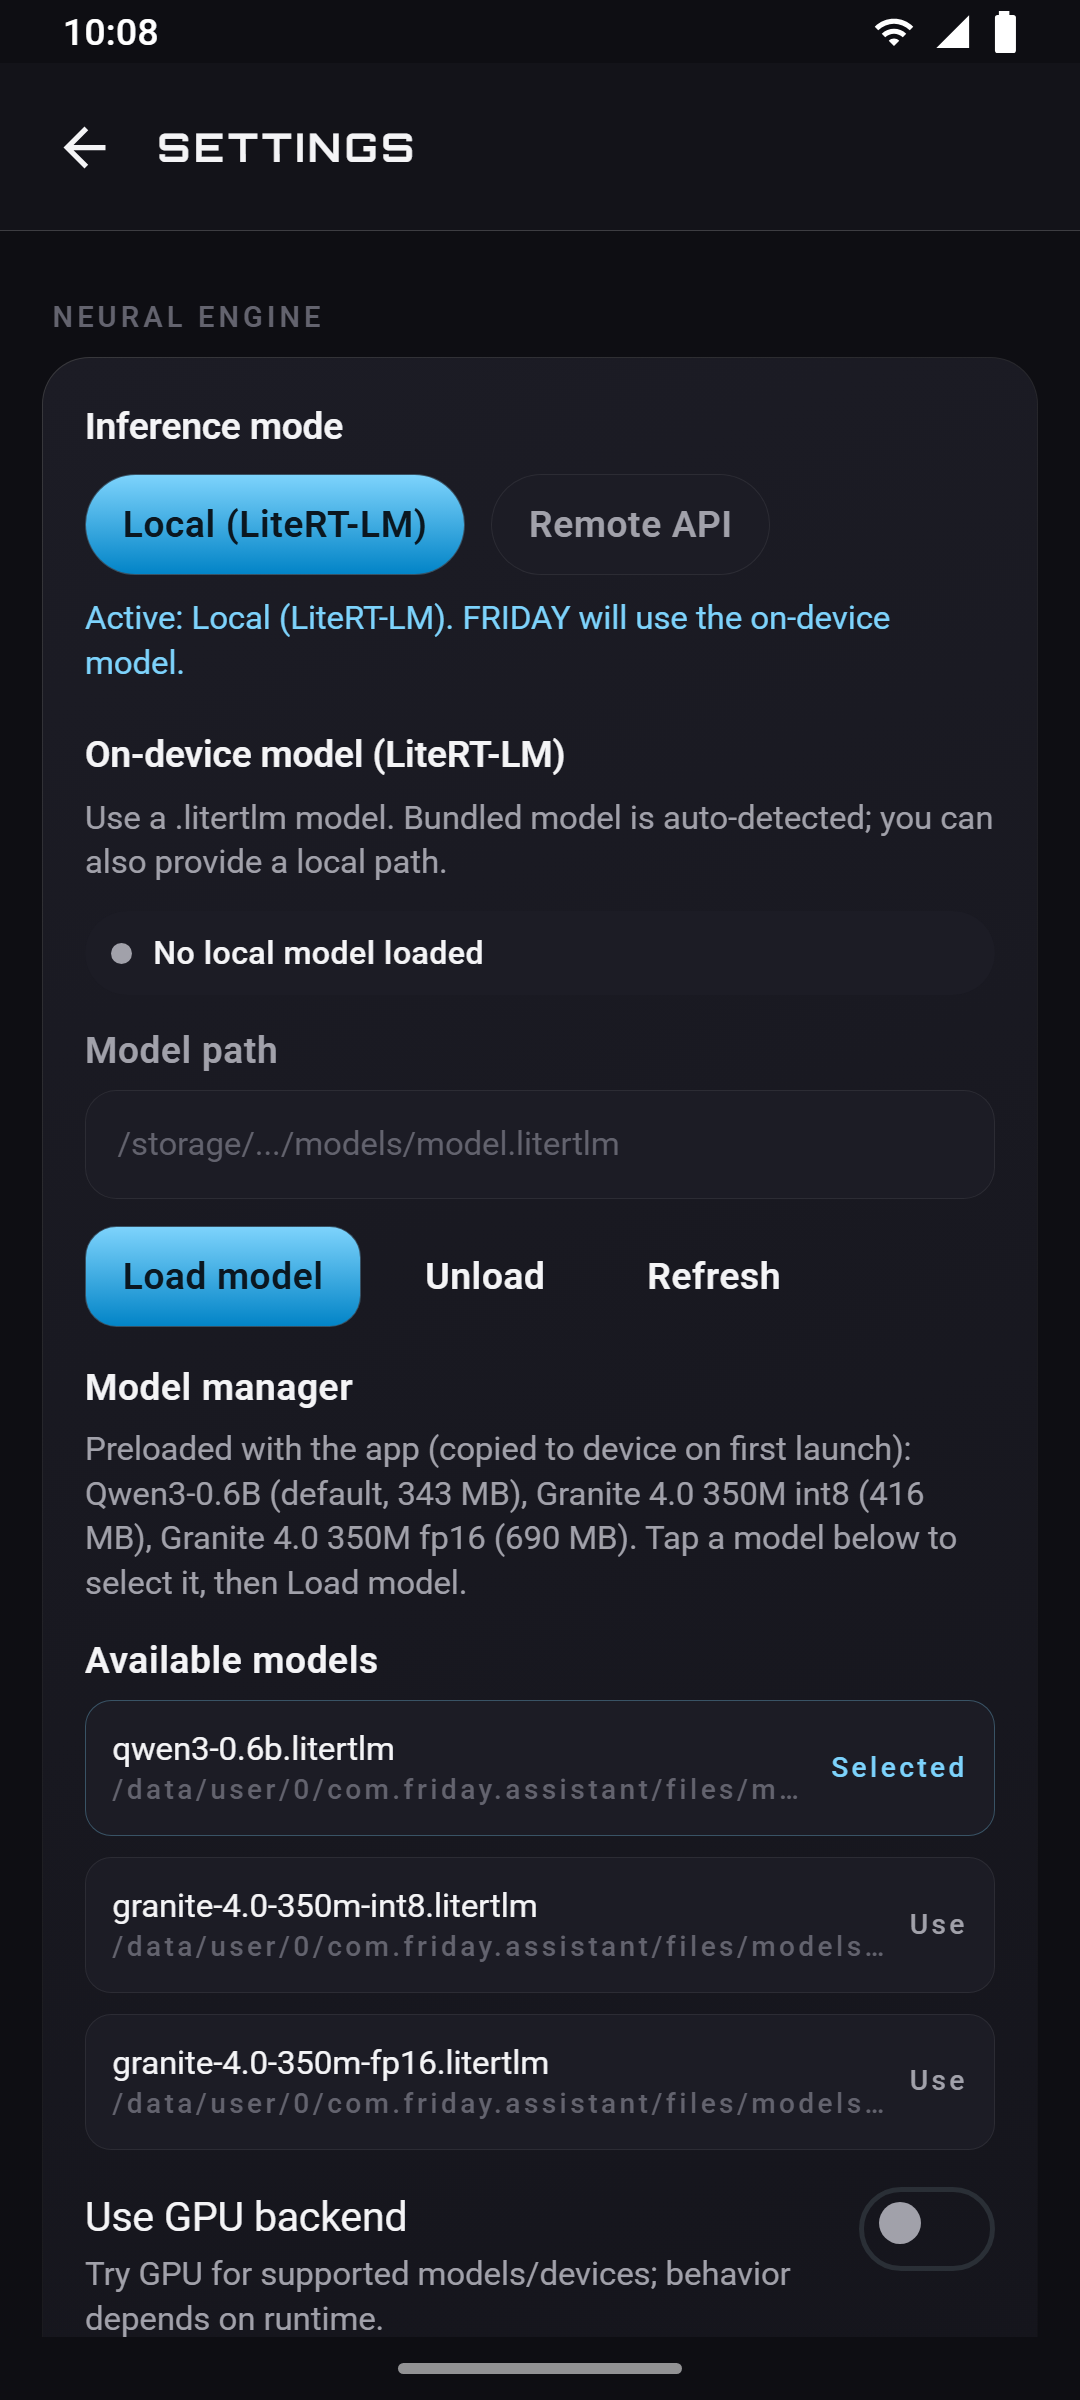 10:08
SETTINGS
NEURAL ENGINE
Inference mode
Local (LiteRT-LM)
Remote API
Active: Local (LiteRT-LM). FRIDAY will use the on-device
model.
On-device model (LiteRT-LM)
Use a .litertlm model. Bundled model is auto-detected; you can
also provide a local path.
No local model loaded
Model path
/storage/.../models/model.litertlm
Load model
Unload
Refresh
Model manager
Preloaded with the app (copied to device on first launch):
Qwen3-0.6B (default, 343 MB), Granite 4.0 350M int8 (416
MB), Granite 4.0 350M fp16 (690 MB). Tap a model below to
select it, then Load model.
Available models
qwen3-0.6b.litertlm
/data/user/0/com.friday.assistant/files/m…
Selected
granite-4.0-350m-int8.litertlm
/data/user/0/com.friday.assistant/files/models…
Use
granite-4.0-350m-fp16.litertlm
/data/user/0/com.friday.assistant/files/models…
Use
Use GPU backend
Try GPU for supported models/devices; behavior
depends on runtime.